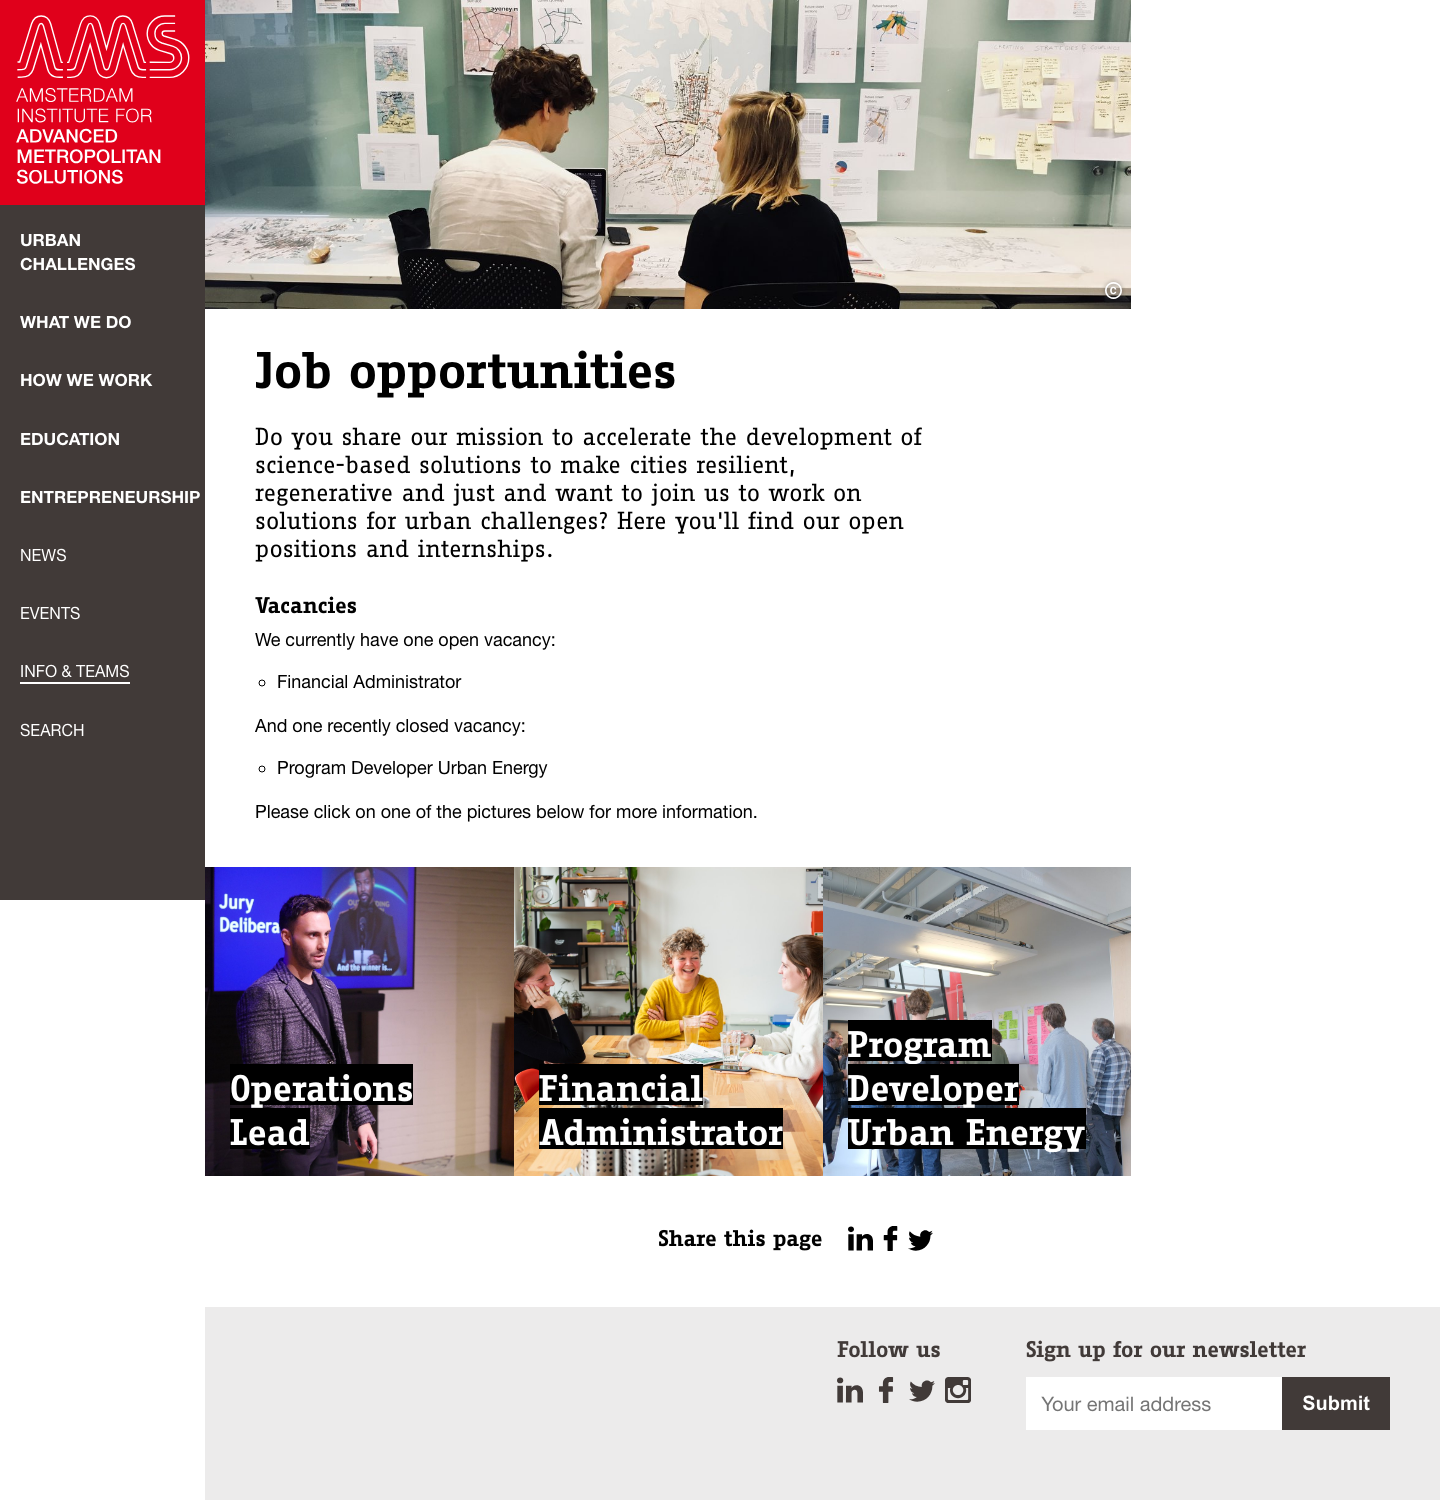 AMS
AMSTERDAM
INSTITUTE FOR
ADVANCED
METROPOLITAN
SOLUTIONS
URBAN
CHALLENGES
WHAT WE DO
HOW WE WORK
EDUCATION
ENTREPRENEURSHIP
NEWS
EVENTS
INFO & TEAMS
SEARCH
©
Job opportunities
Do you share our mission to accelerate the development of
science-based solutions to make cities resilient,
regenerative and just and want to join us to work on
solutions for urban challenges? Here you'll find our open
positions and internships.
Vacancies
We currently have one open vacancy:
Financial Administrator
And one recently closed vacancy:
Program Developer Urban Energy
Please click on one of the pictures below for more information.
Jury
Delibera
And the winner is...
Operations
Lead
Financial
Administrator
Program
Developer
Urban Energy
Share this page
Follow us
Sign up for our newsletter
Your email address
Submit